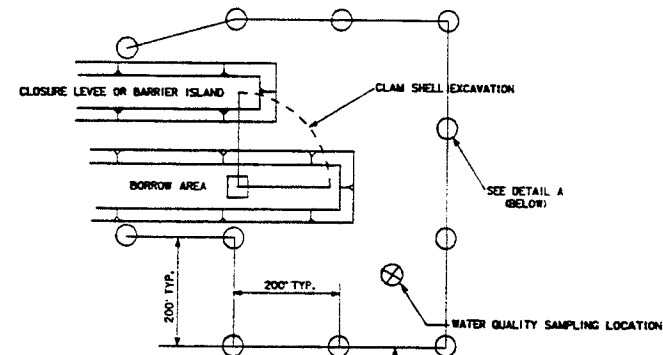 CLOSURE LEVEE OR BARRIER ISLAND
CLAM SHELL EXCAVATION
BORROW AREA
SEE DETAIL A
(BELOW)
200' TYP.
200' TYP.
WATER QUALITY SAMPLING LOCATION